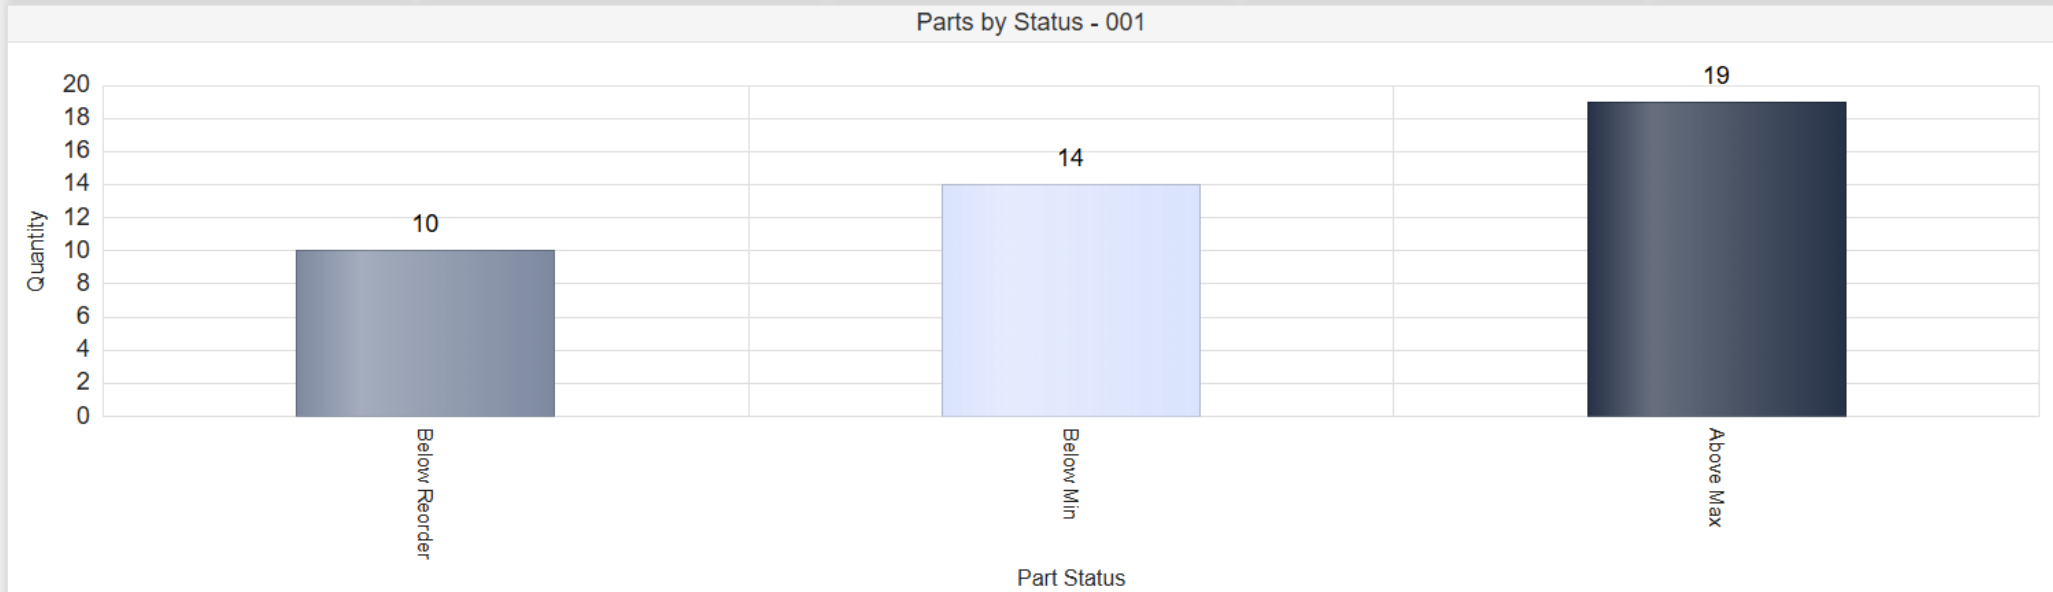 Parts by Status - 001
20
18
16
14
12
10
8
6
4
2
0
Quantity
10
14
19
Below Reorder
Below Min
Above Max
Part Status